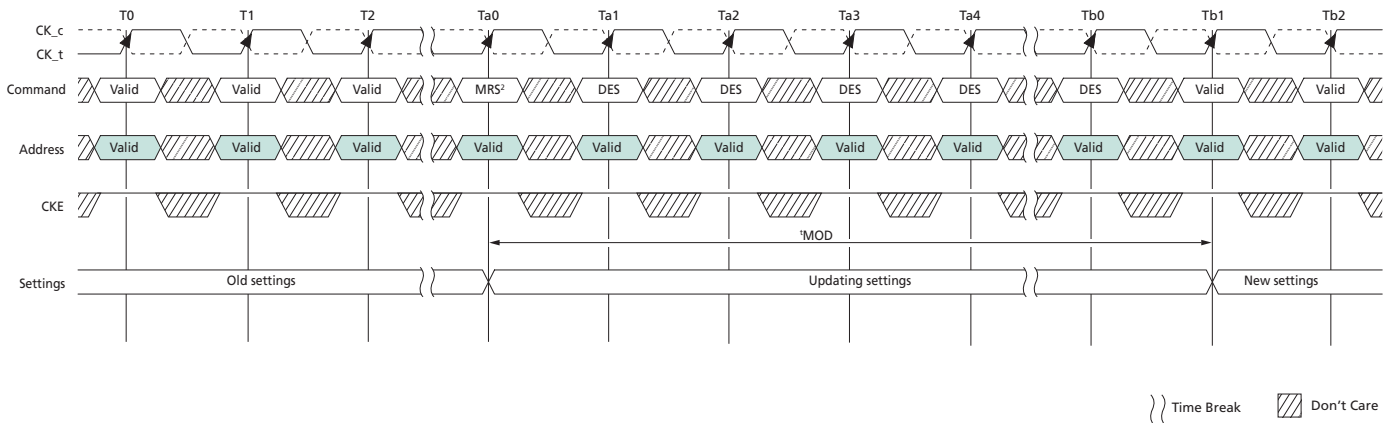 T0 T1 T2 Ta0 Ta1 Ta2 Ta3 Ta4 Tb0 Tb1 Tb2
CK_c
CK_t
Command Valid Valid Valid MRS² DES DES DES DES DES Valid Valid
Address Valid Valid Valid Valid Valid Valid Valid Valid Valid Valid Valid
CKE
ᵗMOD
Settings Old settings Updating settings New settings
Time Break Don't Care